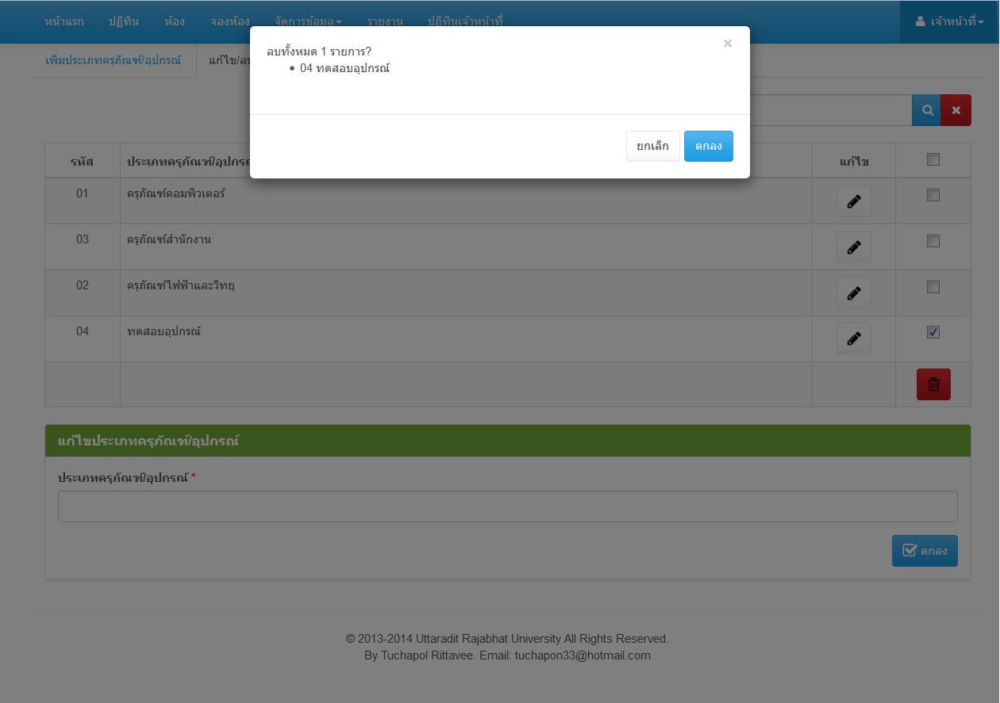 หน้าแรก ปฏิทิน ห้อง จองห้อง จัดการข้อมูล รายงาน ปฏิทินเจ้าหน้าที่ เจ้าหน้าที่
เพิ่มประเภทครุภัณฑ์/อุปกรณ์ แก้ไข/ลบ
×
ลบทั้งหมด 1 รายการ?
• 04 ทดสอบอุปกรณ์
ยกเลิก ตกลง
รหัส ประเภทครุภัณฑ์/อุปกรณ์ แก้ไข
01 ครุภัณฑ์คอมพิวเตอร์
03 ครุภัณฑ์สำนักงาน
02 ครุภัณฑ์ไฟฟ้าและวิทยุ
04 ทดสอบอุปกรณ์
แก้ไขประเภทครุภัณฑ์/อุปกรณ์
ประเภทครุภัณฑ์/อุปกรณ์ *
ตกลง
© 2013-2014 Uttaradit Rajabhat University All Rights Reserved.
By Tuchapol Rittavee. Email: tuchapon33@hotmail.com